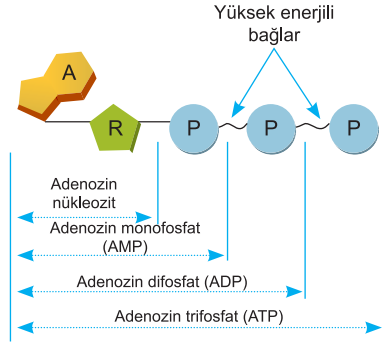 Yüksek enerjili
bağlar
A
R
P
P
P
Adenozin
nükleozit
Adenozin monofosfat
(AMP)
Adenozin difosfat (ADP)
Adenozin trifosfat (ATP)